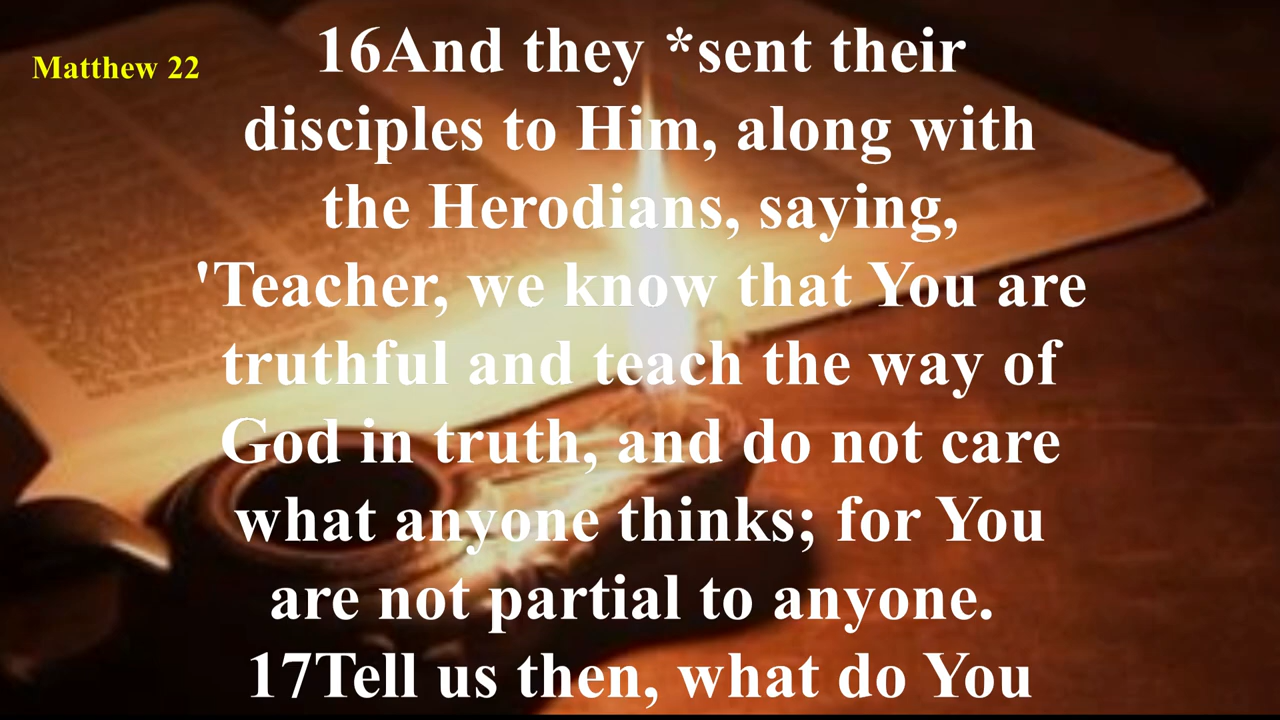 Matthew 22
16And they *sent their
disciples to Him, along with
the Herodians, saying,
'Teacher, we know that You are
truthful and teach the way of
God in truth, and do not care
what anyone thinks; for You
are not partial to anyone.
17Tell us then, what do You